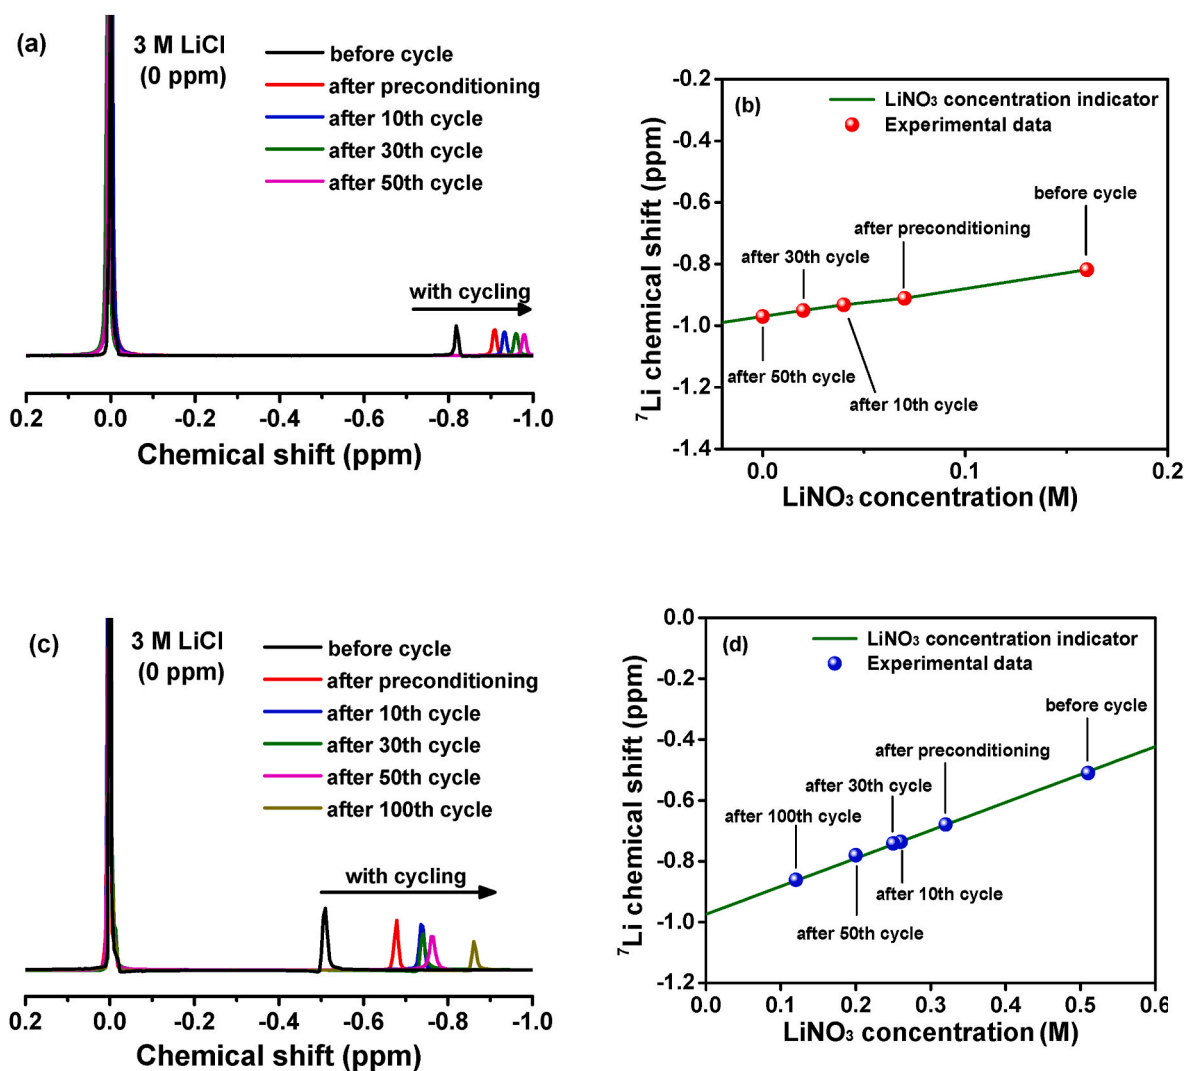 (a)
3 M LiCl
(0 ppm)
before cycle
after preconditioning
after 10th cycle
after 30th cycle
after 50th cycle
with cycling
0.2 0.0 -0.2 -0.4 -0.6 -0.8 -1.0
Chemical shift (ppm)
(b)
LiNO₃ concentration indicator
Experimental data
before cycle
after preconditioning
after 30th cycle
after 50th cycle
after 10th cycle
-0.2
-0.4
-0.6
-0.8
-1.0
-1.2
-1.4
⁷Li chemical shift (ppm)
0.0 0.1 0.2
LiNO₃ concentration (M)
(c)
3 M LiCl
(0 ppm)
before cycle
after preconditioning
after 10th cycle
after 30th cycle
after 50th cycle
after 100th cycle
with cycling
0.2 0.0 -0.2 -0.4 -0.6 -0.8 -1.0
Chemical shift (ppm)
(d)
LiNO₃ concentration indicator
Experimental data
before cycle
after preconditioning
after 30th cycle
after 100th cycle
after 10th cycle
after 50th cycle
0.0
-0.2
-0.4
-0.6
-0.8
-1.0
-1.2
⁷Li chemical shift (ppm)
0.0 0.1 0.2 0.3 0.4 0.5 0.6
LiNO₃ concentration (M)